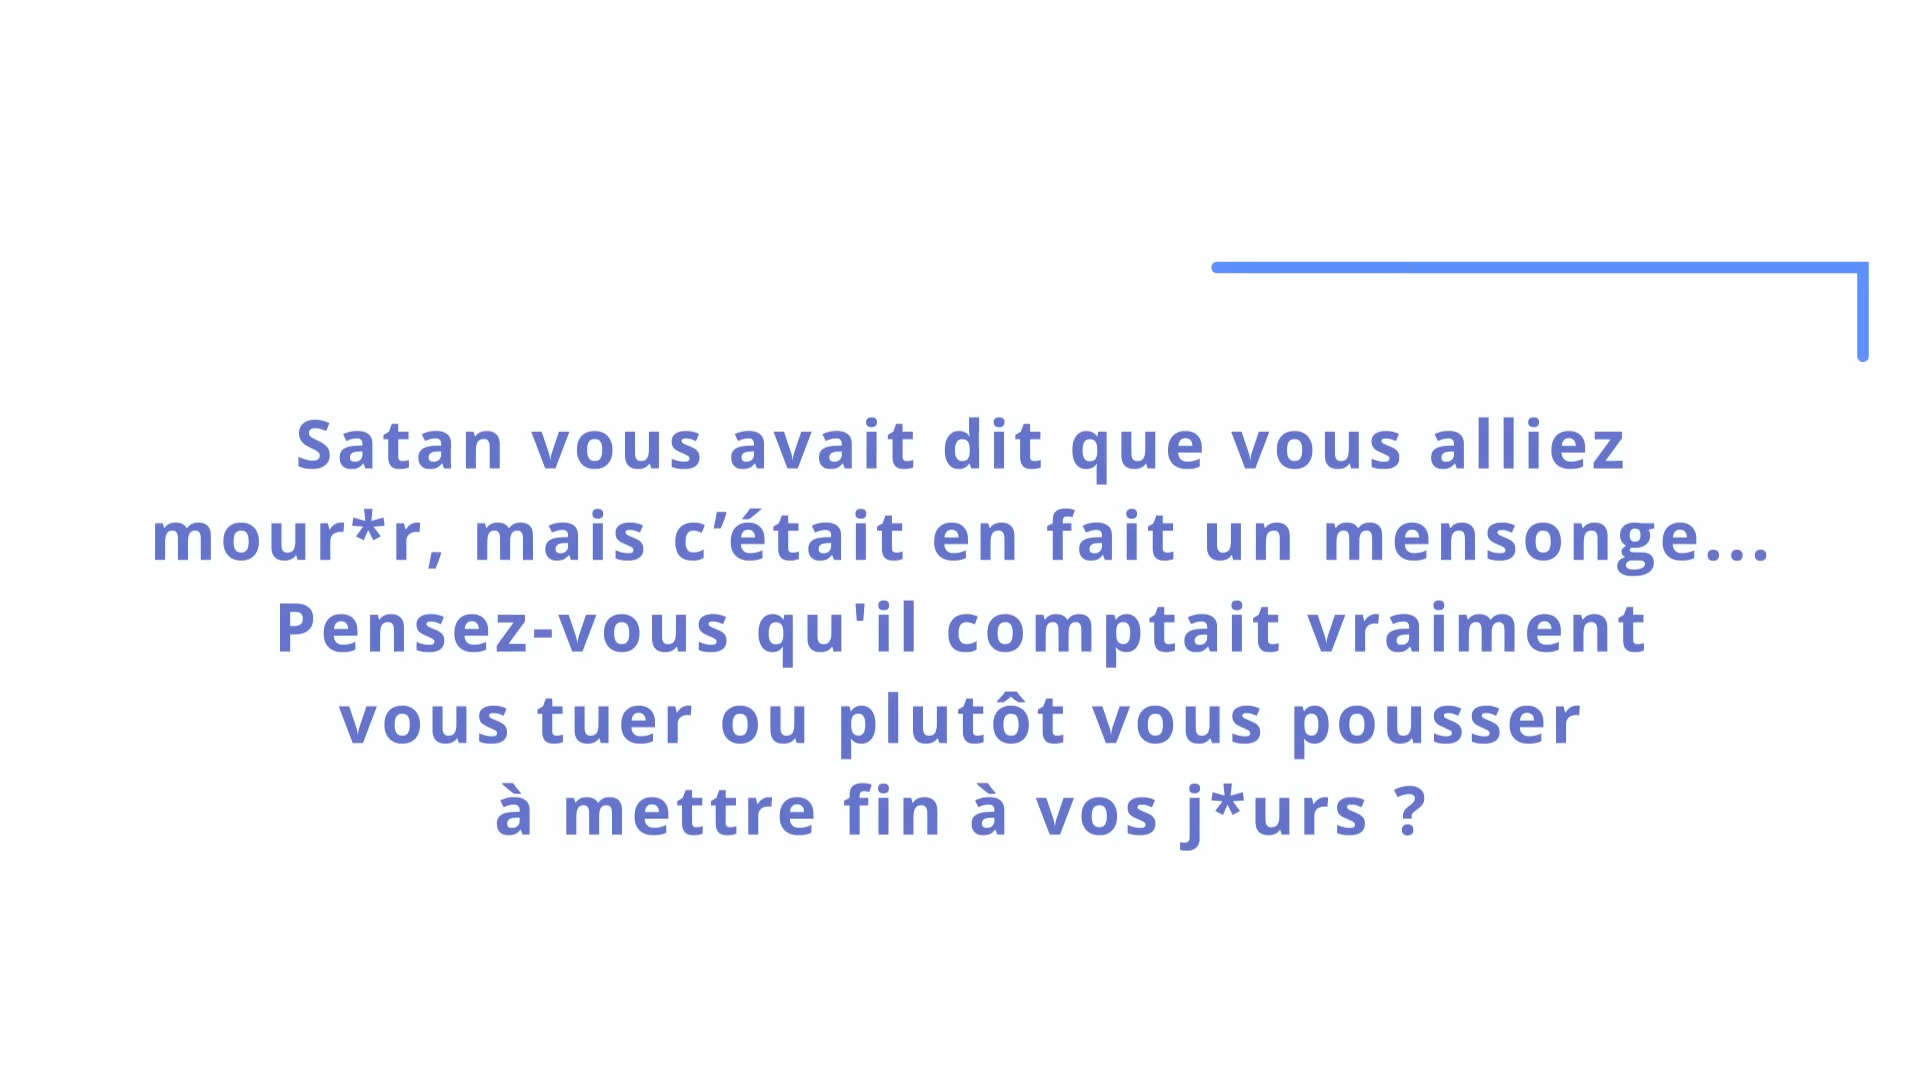 Satan vous avait dit que vous alliez
mour*r, mais c’était en fait un mensonge...
Pensez-vous qu'il comptait vraiment
vous tuer ou plutôt vous pousser
à mettre fin à vos j*urs ?